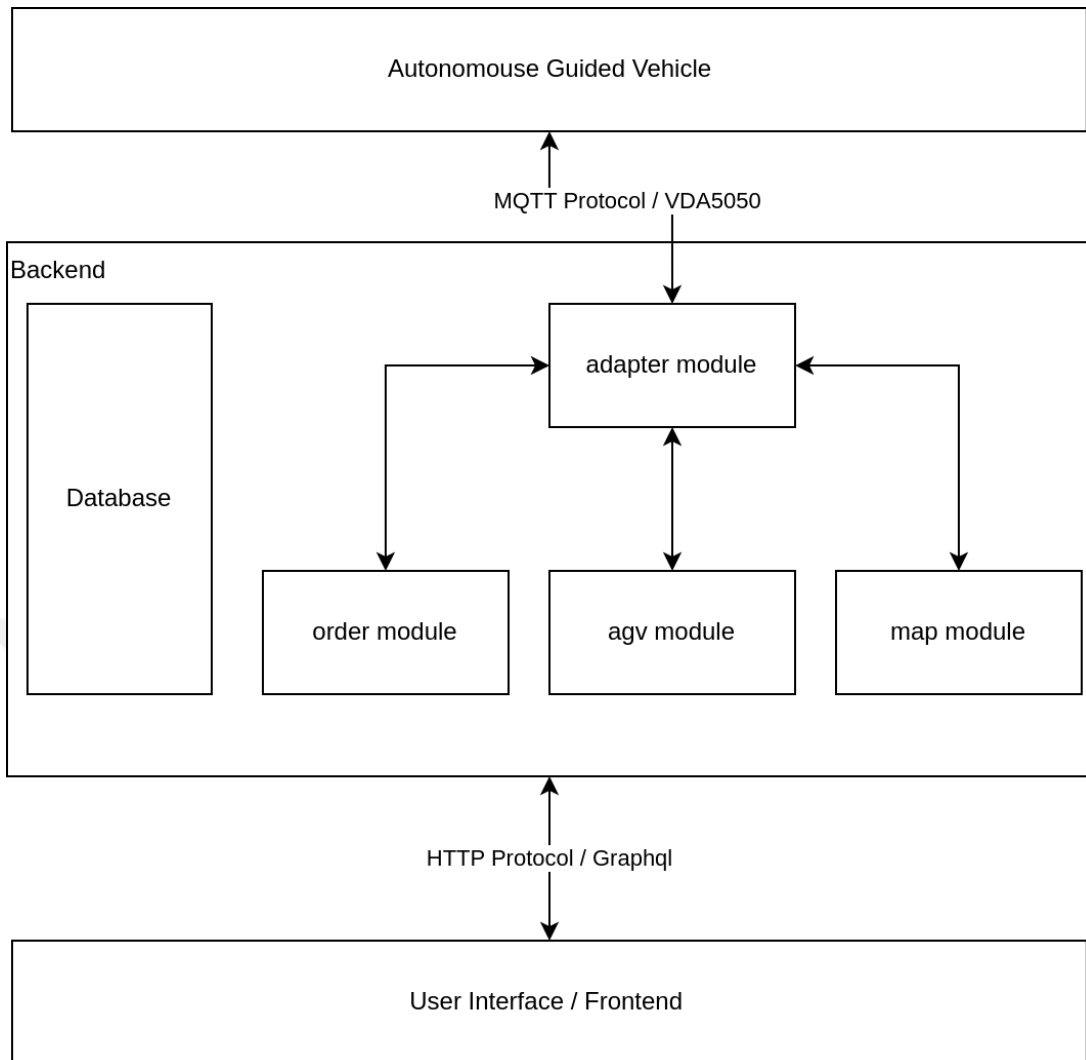 Autonomouse Guided Vehicle
MQTT Protocol / VDA5050
Backend
adapter module
Database
order module
agv module
map module
HTTP Protocol / Graphql
User Interface / Frontend